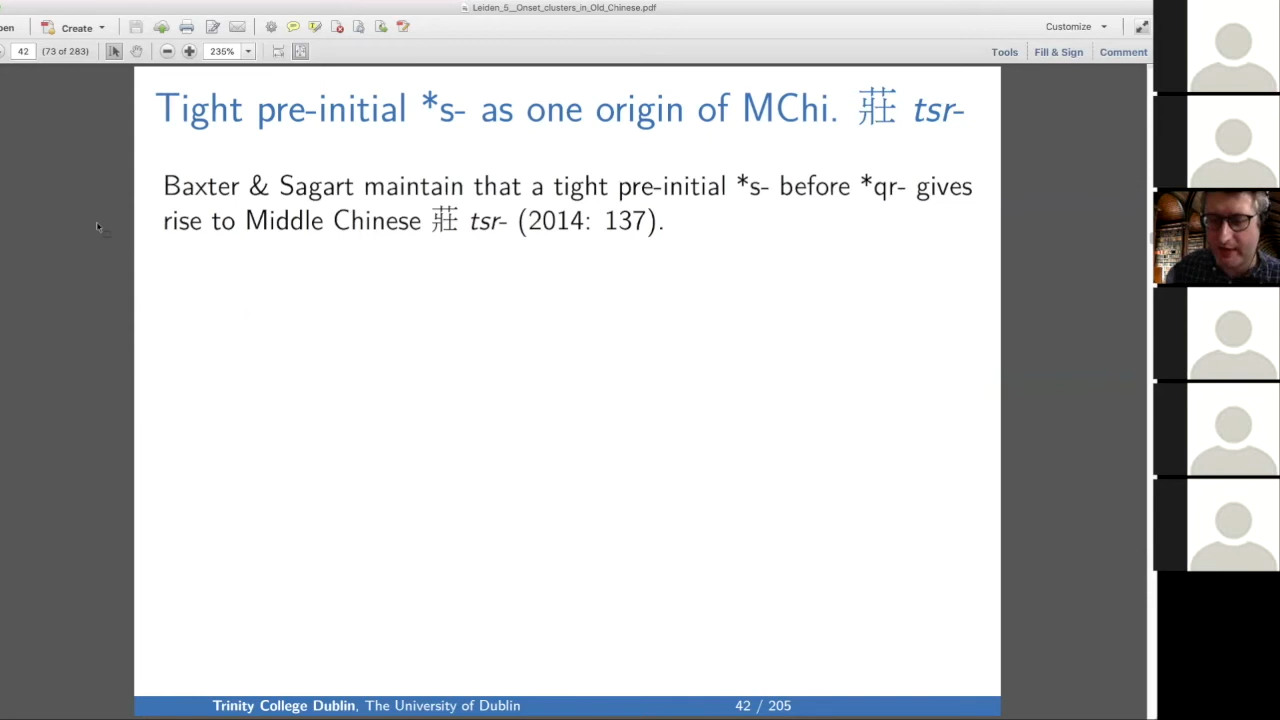 Leiden_5__Onset_clusters_in_Old_Chinese.pdf
pen
Create
Customize
42 (73 of 283)
235%
Tools
Fill & Sign
Comment
Tight pre-initial *s- as one origin of MChi. 莊 tsr-
Baxter & Sagart maintain that a tight pre-initial *s- before *qr- gives
rise to Middle Chinese 莊 tsr- (2014: 137).
Trinity College Dublin, The University of Dublin
42 / 205